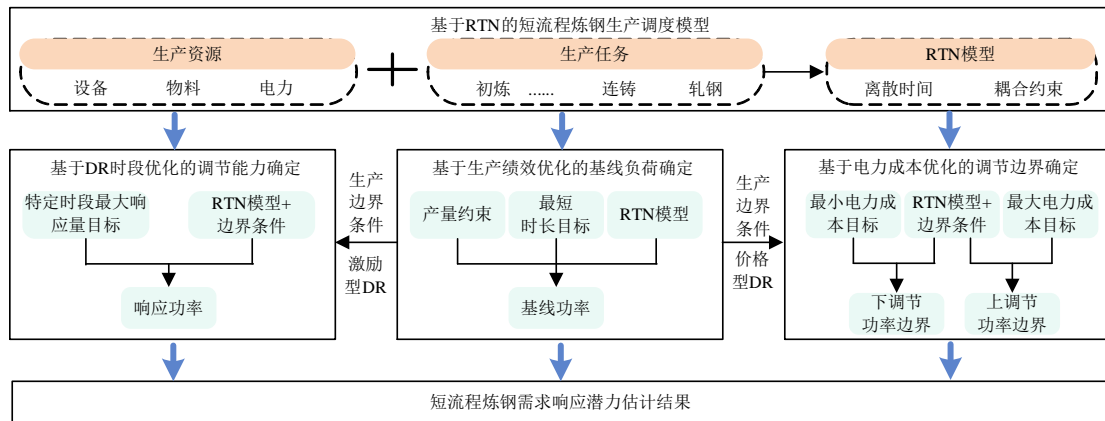 基于RTN的短流程炼钢生产调度模型
生产资源
生产任务
RTN模型
设备 物料 电力
初炼 …… 连铸 轧钢
离散时间 耦合约束
基于DR时段优化的调节能力确定
特定时段最大响
应量目标
RTN模型+
边界条件
响应功率
生产
边界
条件
激励
型DR
基于生产绩效优化的基线负荷确定
产量约束
最短
时长目标
RTN模型
基线功率
生产
边界
条件
价格
型DR
基于电力成本优化的调节边界确定
最小电力成
本目标
RTN模型+
边界条件
最大电力成
本目标
下调节
功率边界
上调节
功率边界
短流程炼钢需求响应潜力估计结果